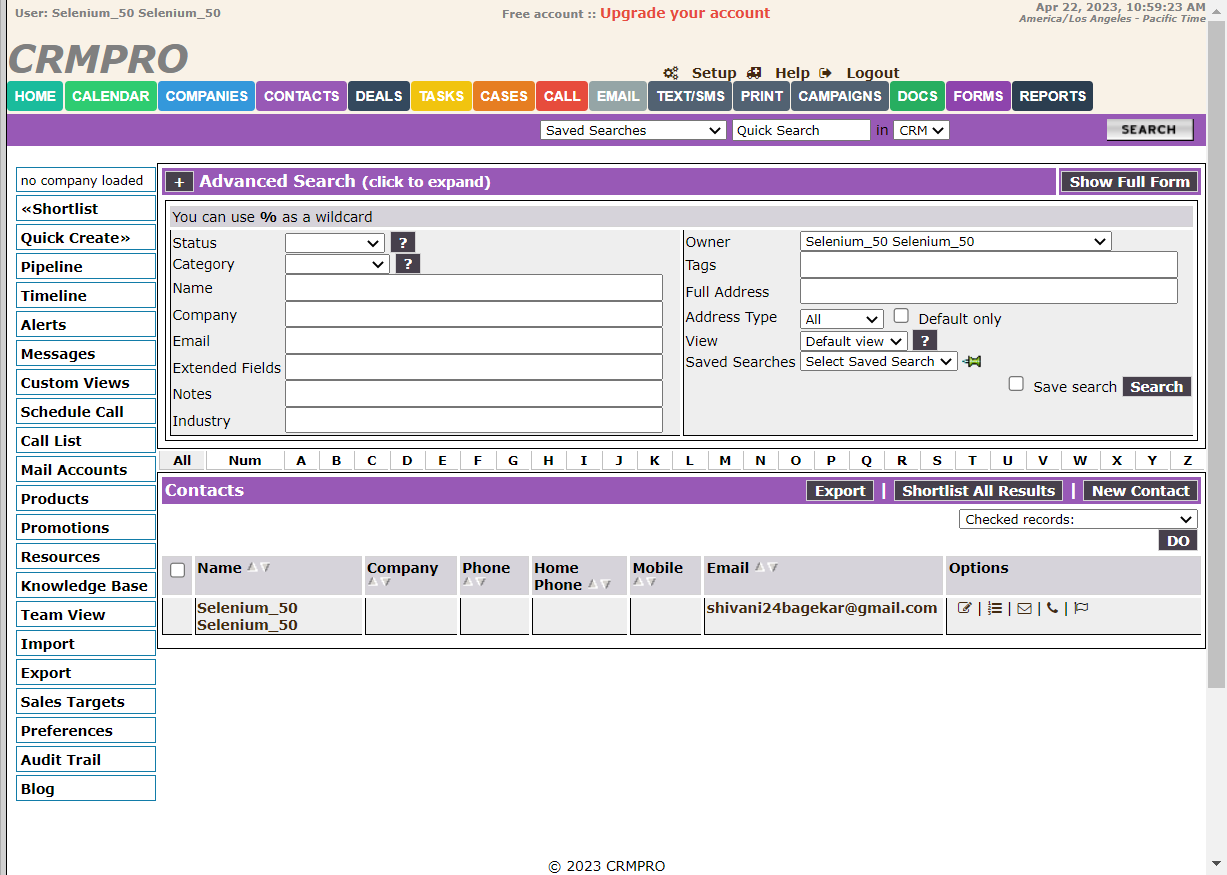 User: Selenium_50 Selenium_50
Free account :: Upgrade your account
Apr 22, 2023, 10:59:23 AM
America/Los Angeles - Pacific Time
CRMPRO
Setup Help Logout
HOME CALENDAR COMPANIES CONTACTS DEALS TASKS CASES CALL EMAIL TEXT/SMS PRINT CAMPAIGNS DOCS FORMS REPORTS
Saved Searches Quick Search in CRM SEARCH
no company loaded
«Shortlist
Quick Create»
Pipeline
Timeline
Alerts
Messages
Custom Views
Schedule Call
Call List
Mail Accounts
Products
Promotions
Resources
Knowledge Base
Team View
Import
Export
Sales Targets
Preferences
Audit Trail
Blog
+ Advanced Search (click to expand) Show Full Form
You can use % as a wildcard
Status ?
Category ?
Name
Company
Email
Extended Fields
Notes
Industry
Owner Selenium_50 Selenium_50
Tags
Full Address
Address Type All Default only
View Default view ?
Saved Searches Select Saved Search
Save search Search
All Num A B C D E F G H I J K L M N O P Q R S T U V W X Y Z
Contacts Export | Shortlist All Results | New Contact
Checked records:
DO
Name Company Phone Home Phone Mobile Email Options
Selenium_50 Selenium_50 shivani24bagekar@gmail.com | | | |
© 2023 CRMPRO